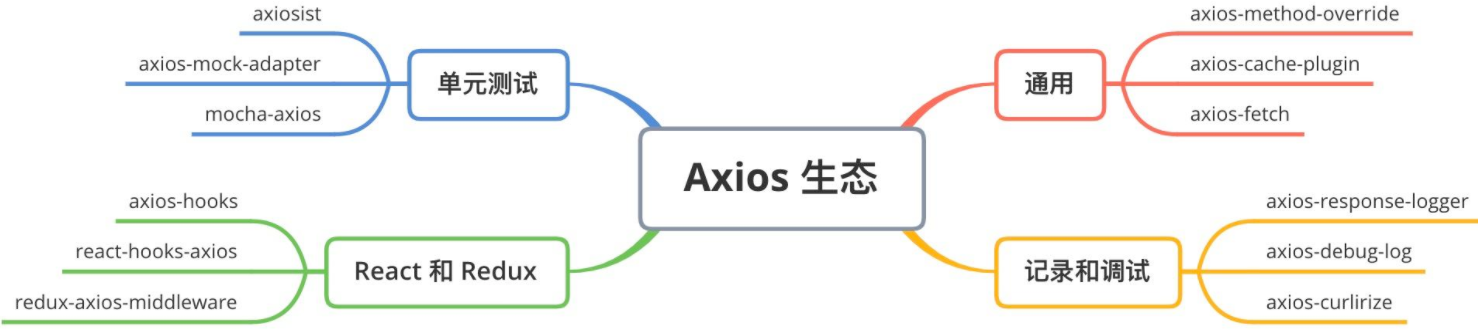 Axios 生态
单元测试
axiosist
axios-mock-adapter
mocha-axios
React 和 Redux
axios-hooks
react-hooks-axios
redux-axios-middleware
通用
axios-method-override
axios-cache-plugin
axios-fetch
记录和调试
axios-response-logger
axios-debug-log
axios-curlirize